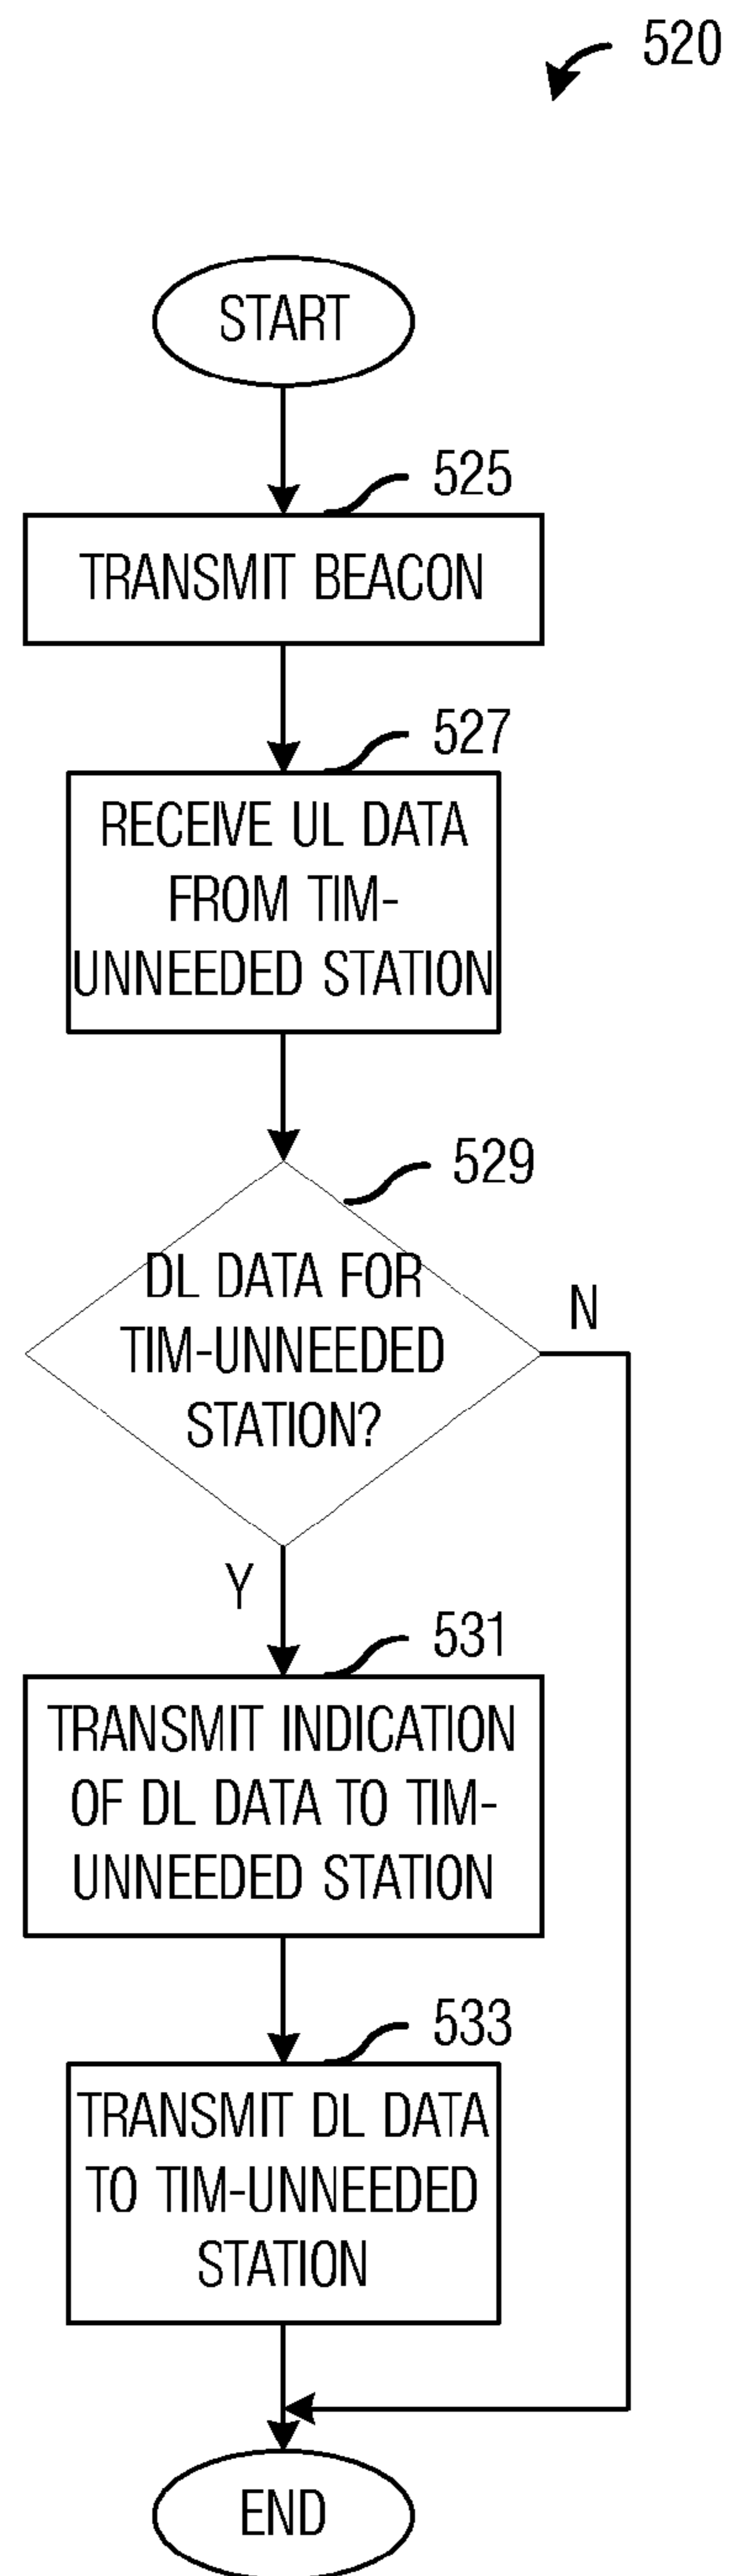 520
START
525
TRANSMIT BEACON
527
RECEIVE UL DATA
FROM TIM-
UNNEEDED STATION
529
DL DATA FOR
TIM-UNNEEDED
STATION?
N
Y
531
TRANSMIT INDICATION
OF DL DATA TO TIM-
UNNEEDED STATION
533
TRANSMIT DL DATA
TO TIM-UNNEEDED
STATION
END